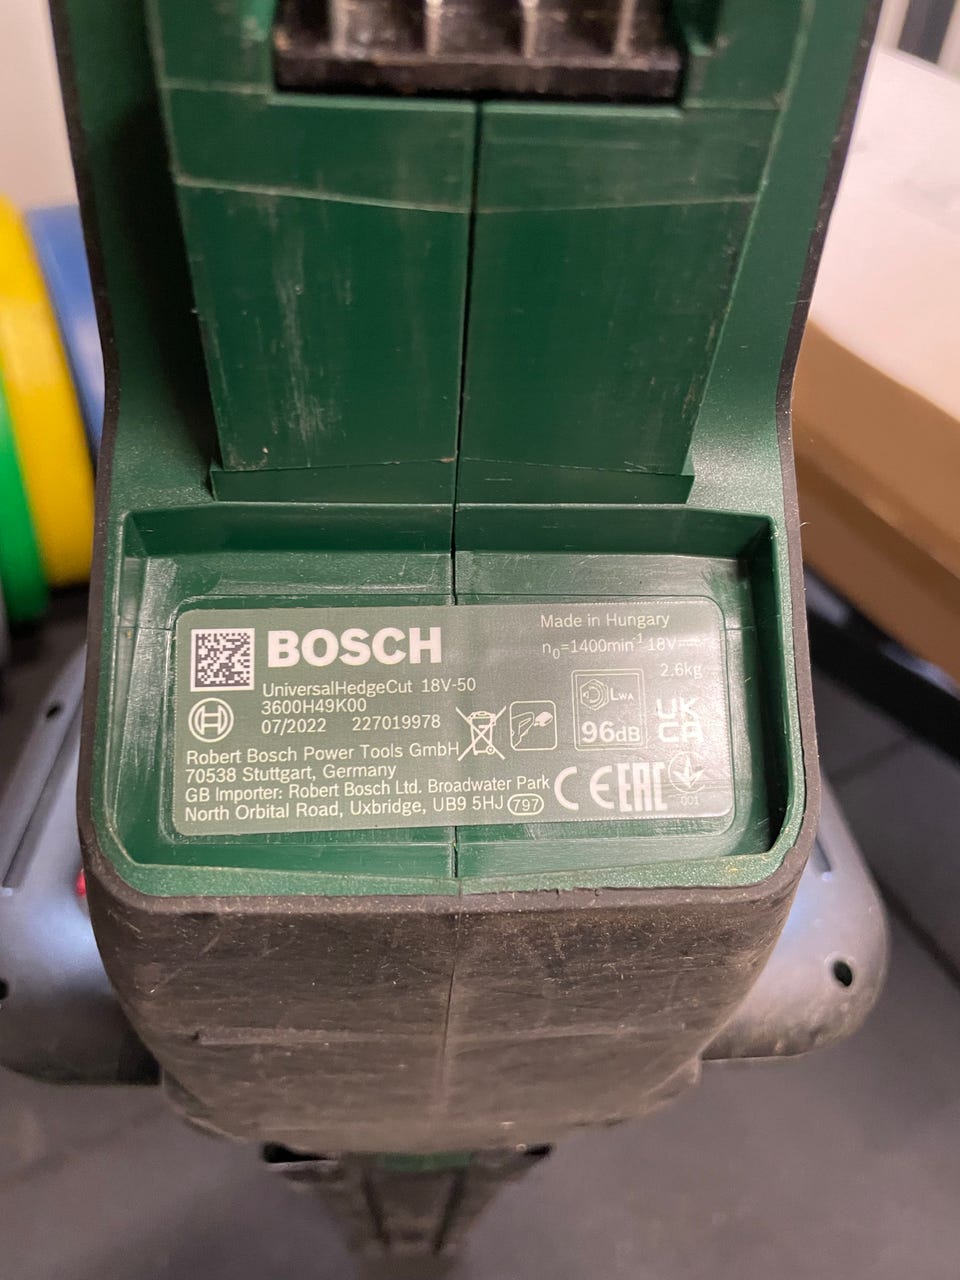 BOSCH
Made in Hungary
n0=1400min-1 18V
2.6kg
UniversalHedgeCut 18V-50
3600H49K00
07/2022 227019978
LWA
96dB
UK
CA
Robert Bosch Power Tools GmbH
70538 Stuttgart, Germany
GB Importer: Robert Bosch Ltd. Broadwater Park
North Orbital Road, Uxbridge, UB9 5HJ 797
CE EAC
001